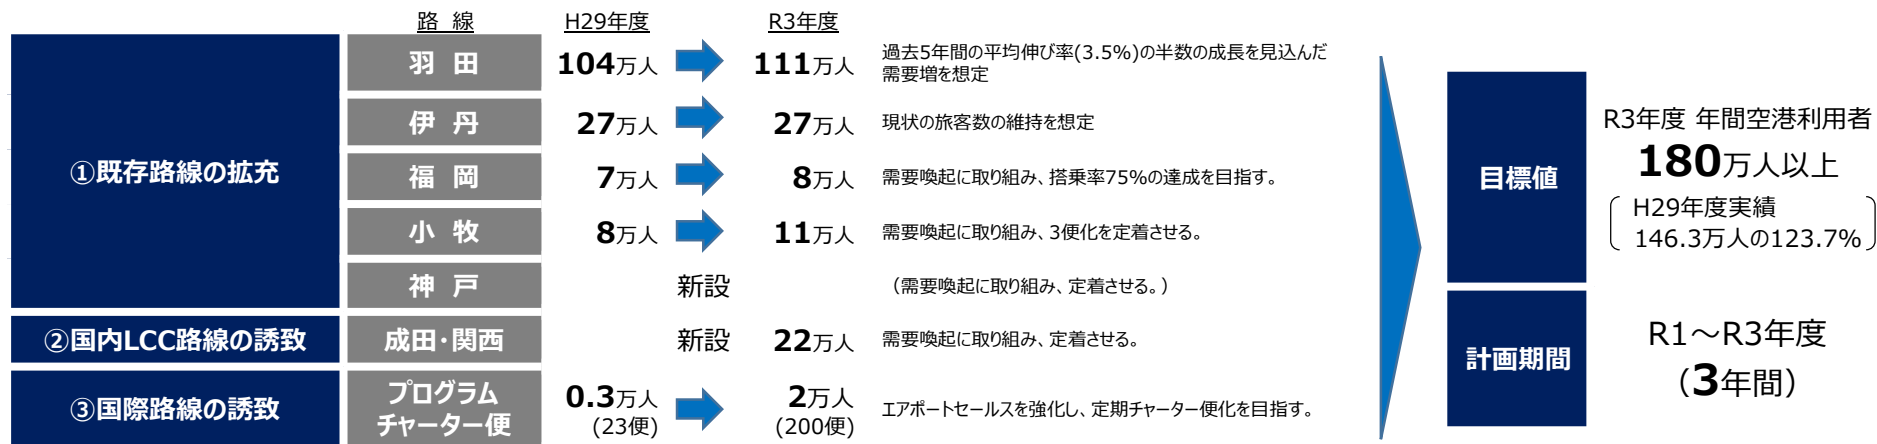 路 線 H29年度 R3年度
①既存路線の拡充
羽 田 104万人 111万人 過去5年間の平均伸び率(3.5%)の半数の成長を見込んだ
需要増を想定
伊 丹 27万人 27万人 現状の旅客数の維持を想定
福 岡 7万人 8万人 需要喚起に取り組み、搭乗率75%の達成を目指す。
小 牧 8万人 11万人 需要喚起に取り組み、3便化を定着させる。
神 戸 新設 （需要喚起に取り組み、定着させる。）
②国内LCC路線の誘致 成田・関西 新設 22万人 需要喚起に取り組み、定着させる。
③国際路線の誘致
プログラム
チャーター便
0.3万人 2万人 エアポートセールスを強化し、定期チャーター便化を目指す。
(23便) (200便)
目標値
R3年度 年間空港利用者
180万人以上
H29年度実績
146.3万人の123.7%
計画期間
R1～R3年度
（3年間）